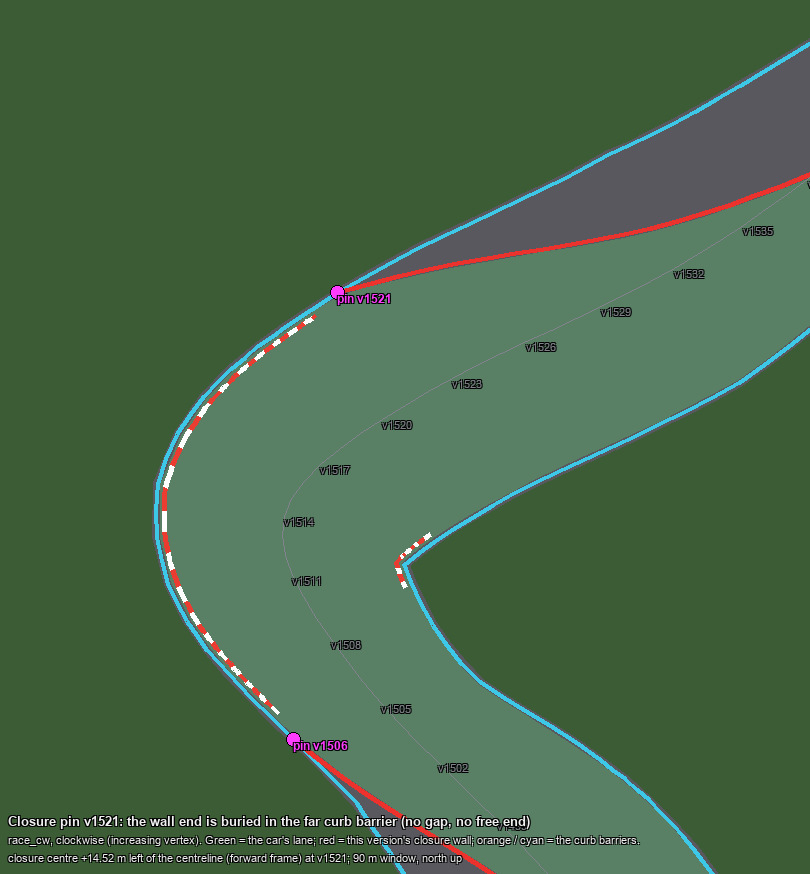 v1535
v1532
pin v1521
v1529
v1526
v1523
v1520
v1517
v1514
v1511
v1508
v1505
pin v1506
v1502
Closure pin v1521: the wall end is buried in the far curb barrier (no gap, no free end)
race_cw, clockwise (increasing vertex). Green = the car's lane; red = this version's closure wall; orange / cyan = the curb barriers.
closure centre +14.52 m left of the centreline (forward frame) at v1521; 90 m window, north up